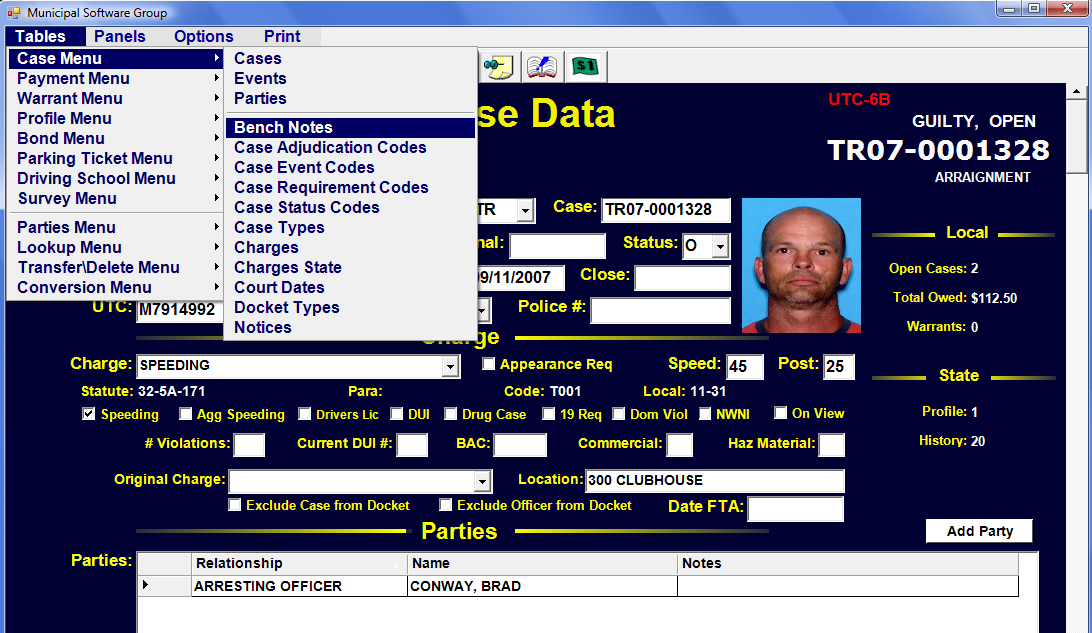 Municipal Software Group
Tables Panels Options Print
Case Menu
Payment Menu
Warrant Menu
Profile Menu
Bond Menu
Parking Ticket Menu
Driving School Menu
Survey Menu
Parties Menu
Lookup Menu
Transfer\Delete Menu
Conversion Menu
Cases
Events
Parties
Bench Notes
Case Adjudication Codes
Case Event Codes
Case Requirement Codes
Case Status Codes
Case Types
Charges
Charges State
Court Dates
Docket Types
Notices
$1
se Data
UTC-6B
GUILTY, OPEN
TR07-0001328
ARRAIGNMENT
TR Case: TR07-0001328
nal: Status: O
09/11/2007 Close:
UTC: M7914992 Police #:
Local
Open Cases: 2
Total Owed: $112.50
Warrants: 0
Charge
Charge: SPEEDING Appearance Req Speed: 45 Post: 25
Statute: 32-5A-171 Para: Code: T001 Local: 11-31
Speeding Agg Speeding Drivers Lic DUI Drug Case 19 Req Dom Viol NWNI On View
# Violations: Current DUI #: BAC: Commercial: Haz Material:
State
Profile: 1
History: 20
Original Charge: Location: 300 CLUBHOUSE
Exclude Case from Docket Exclude Officer from Docket Date FTA:
Parties
Add Party
Parties: Relationship Name Notes
ARRESTING OFFICER CONWAY, BRAD